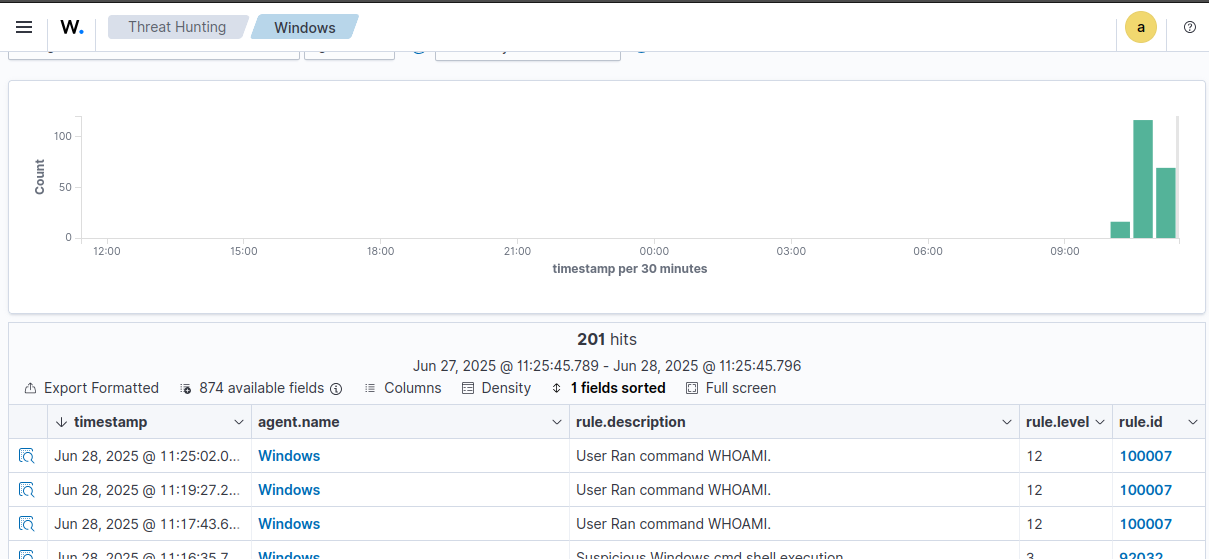 W. Threat Hunting Windows a
100
50
0
Count
12:00 15:00 18:00 21:00 00:00 03:00 06:00 09:00
timestamp per 30 minutes
201 hits
Jun 27, 2025 @ 11:25:45.789 - Jun 28, 2025 @ 11:25:45.796
Export Formatted 874 available fields Columns Density 1 fields sorted Full screen
timestamp agent.name rule.description rule.level rule.id
Jun 28, 2025 @ 11:25:02.0... Windows User Ran command WHOAMI. 12 100007
Jun 28, 2025 @ 11:19:27.2... Windows User Ran command WHOAMI. 12 100007
Jun 28, 2025 @ 11:17:43.6... Windows User Ran command WHOAMI. 12 100007
Jun 28, 2025 @ 11:16:35.7... Windows Suspicious Windows cmd shell execution 3 92032